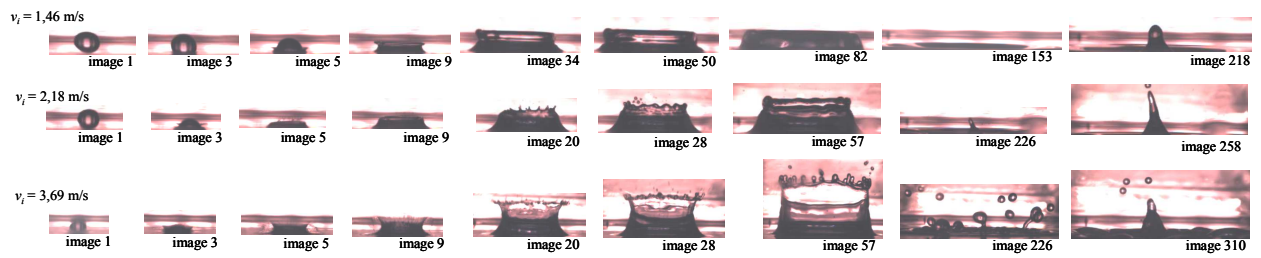 v_i = 1,46 m/s
image 1 image 3 image 5 image 9 image 34 image 50 image 82 image 153 image 218
v_i = 2,18 m/s
image 1 image 3 image 5 image 9 image 20 image 28 image 57 image 226 image 258
v_i = 3,69 m/s
image 1 image 3 image 5 image 9 image 20 image 28 image 57 image 226 image 310